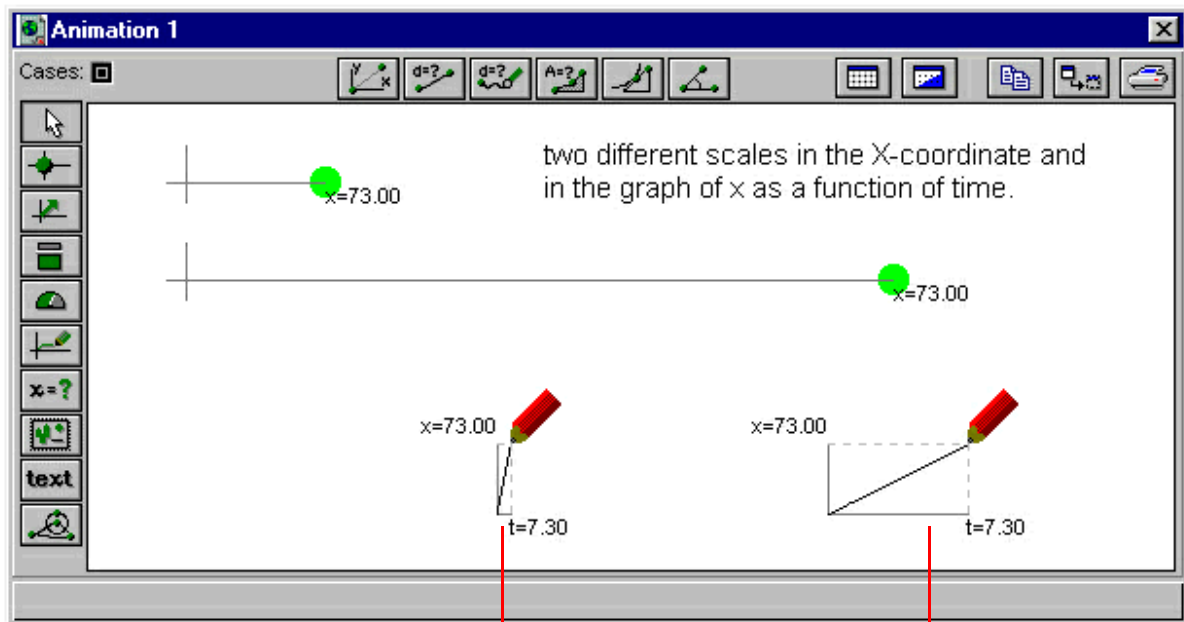 Animation 1
Cases:
y x
d=?
d=?
A=?
two different scales in the X-coordinate and
in the graph of x as a function of time.
x=73.00
x=73.00
x=?
text
x=73.00
x=73.00
t=7.30
t=7.30